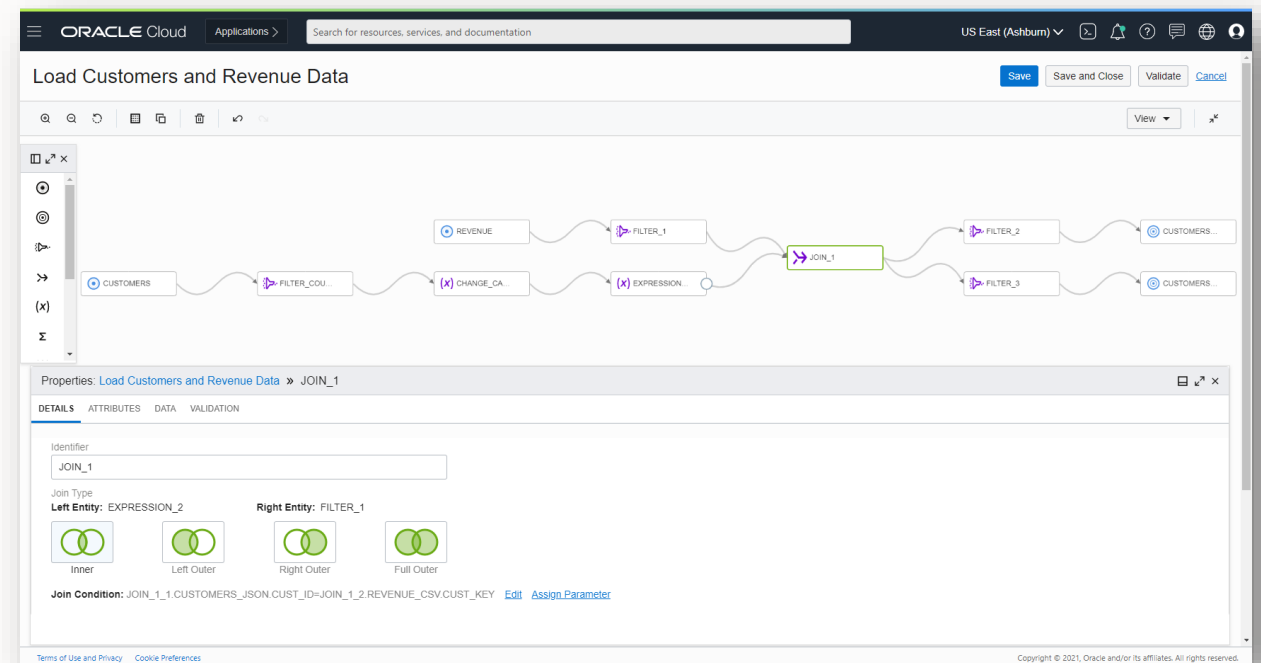 ORACLE Cloud Applications > Search for resources, services, and documentation US East (Ashburn)
Load Customers and Revenue Data Save Save and Close Validate Cancel
View
REVENUE FILTER_1 FILTER_2 CUSTOMERS...
JOIN_1
CUSTOMERS FILTER_COU... (x) CHANGE_CA... (x) EXPRESSION... FILTER_3 CUSTOMERS...
(x)
Σ
Properties: Load Customers and Revenue Data » JOIN_1
DETAILS ATTRIBUTES DATA VALIDATION
Identifier
JOIN_1
Join Type
Left Entity: EXPRESSION_2 Right Entity: FILTER_1
Inner Left Outer Right Outer Full Outer
Join Condition: JOIN_1_1.CUSTOMERS_JSON.CUST_ID=JOIN_1_2.REVENUE_CSV.CUST_KEY Edit Assign Parameter
Terms of Use and Privacy Cookie Preferences Copyright © 2021, Oracle and/or its affiliates. All rights reserved.